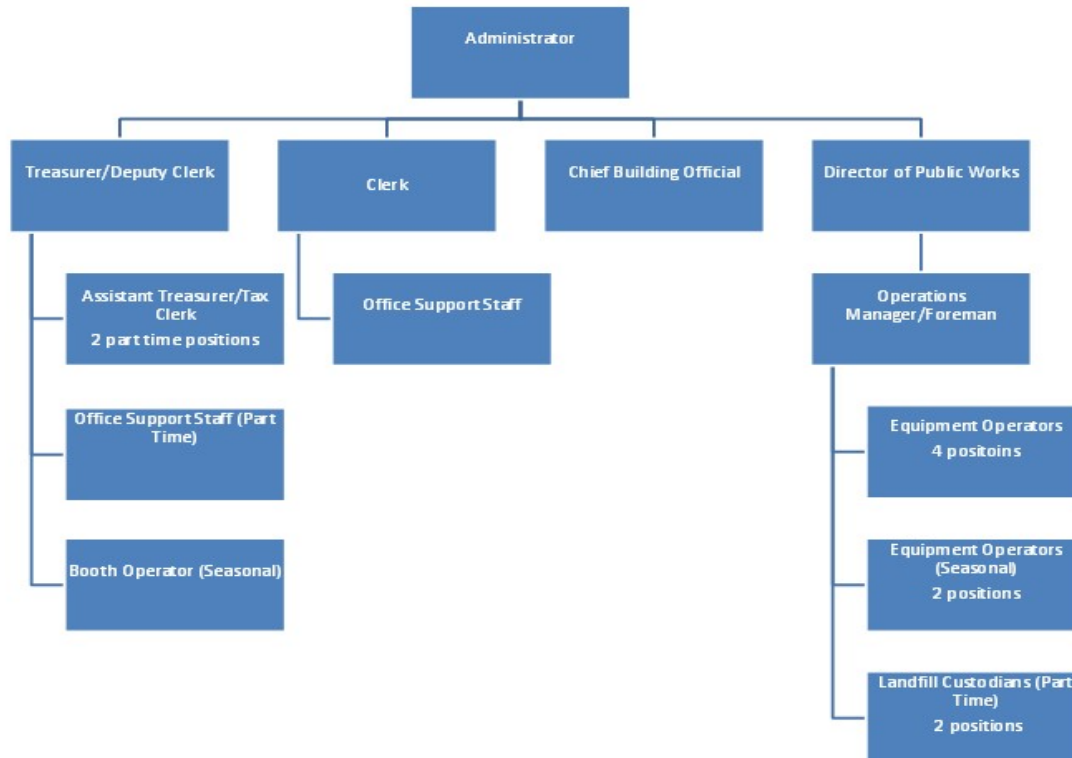 Administrator
Treasurer/Deputy Clerk
Clerk
Chief Building Official
Director of Public Works
Assistant Treasurer/Tax
Clerk
2 part time positions
Office Support Staff
Operations
Manager/Foreman
Office Support Staff (Part
Time)
Equipment Operators
4 positoins
Booth Operator (Seasonal)
Equipment Operators
(Seasonal)
2 positions
Landfill Custodians (Part
Time)
2 positions